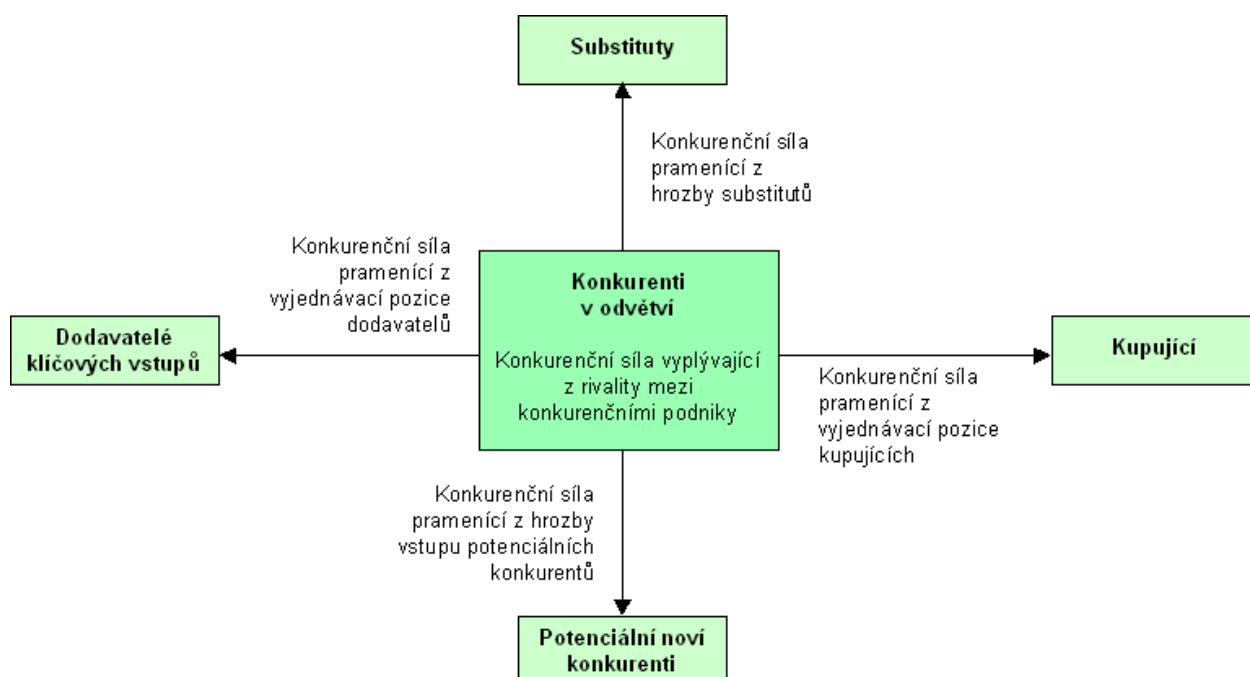 Substituty
Konkurenční síla
pramenící z
hrozby substitutů
Konkurenční síla
pramenící z
vyjednávací pozice
dodavatelů
Konkurenti
v odvětví
Konkurenční síla vyplývající
z rivality mezi
konkurenčními podniky
Dodavatelé
klíčových vstupů
Kupující
Konkurenční síla
pramenící z
vyjednávací pozice
kupujících
Konkurenční síla
pramenící z hrozby
vstupu potenciálních
konkurentů
Potenciální noví
konkurenti